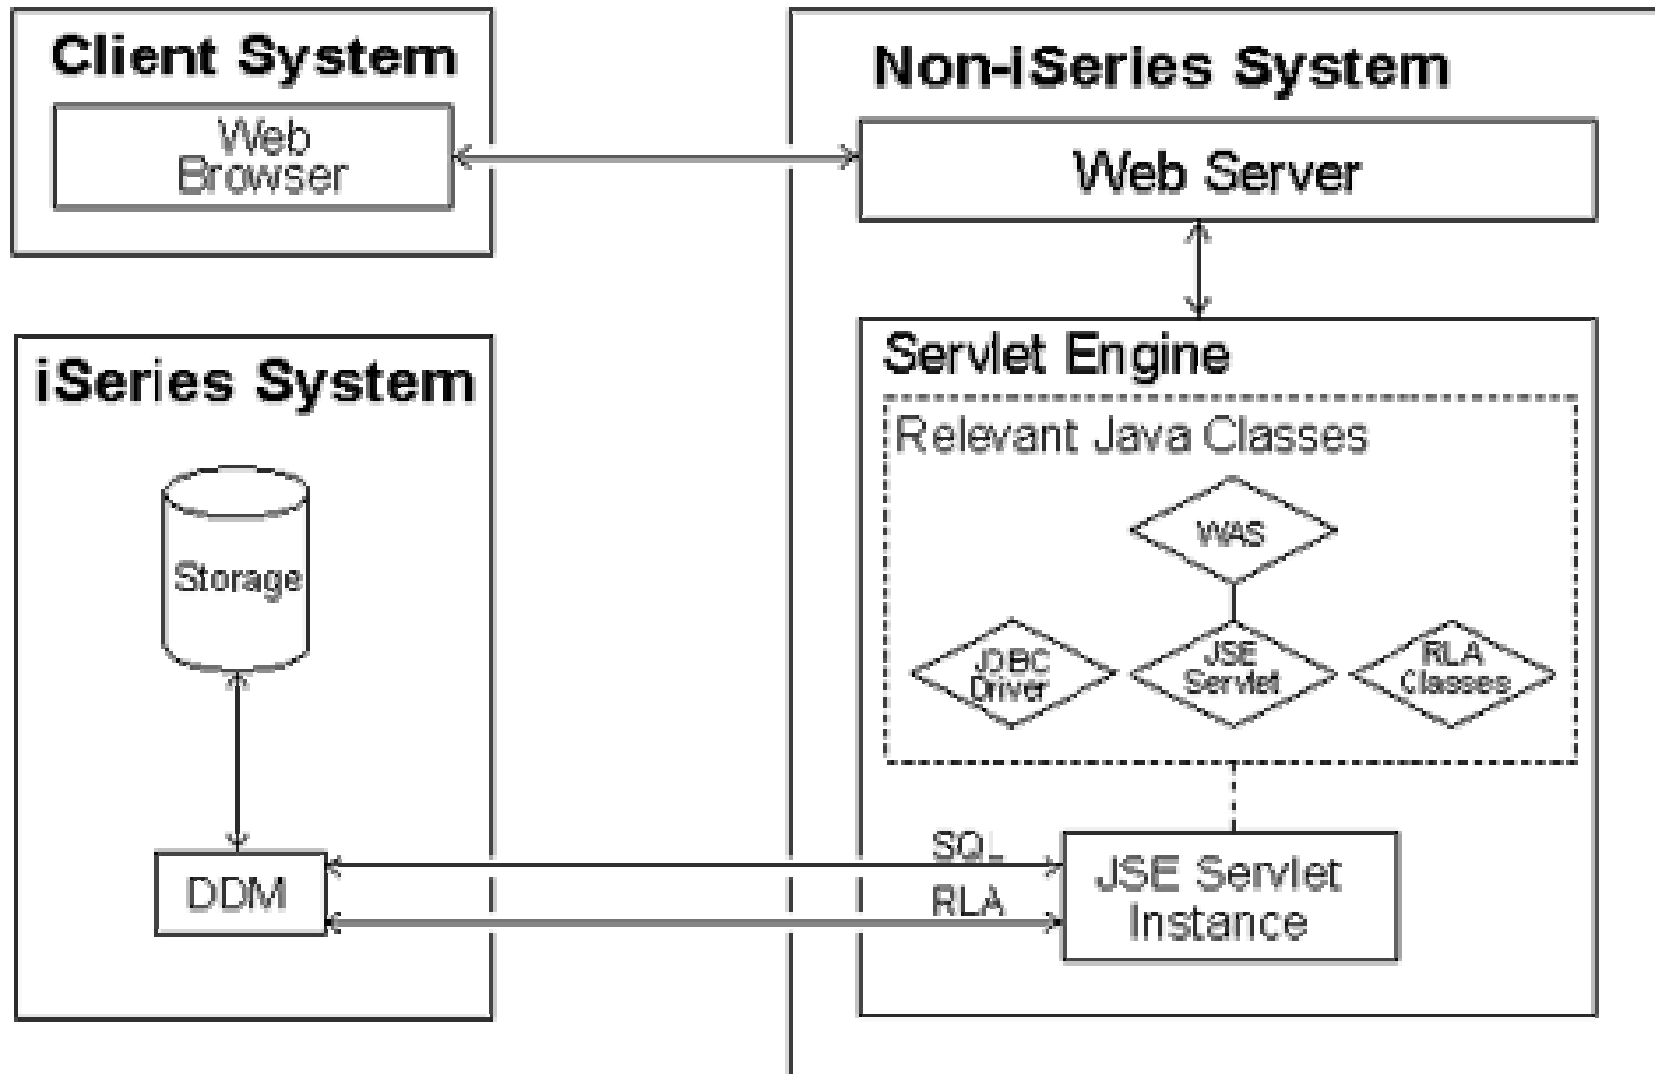 Client System
Web
Browser
Non-iSeries System
Web Server
iSeries System
Storage
DDM
Servlet Engine
Relevant Java Classes
WAS
JDBC
Driver
JSE
Servlet
RLA
Classes
SQL
RLA
JSE Servlet
Instance